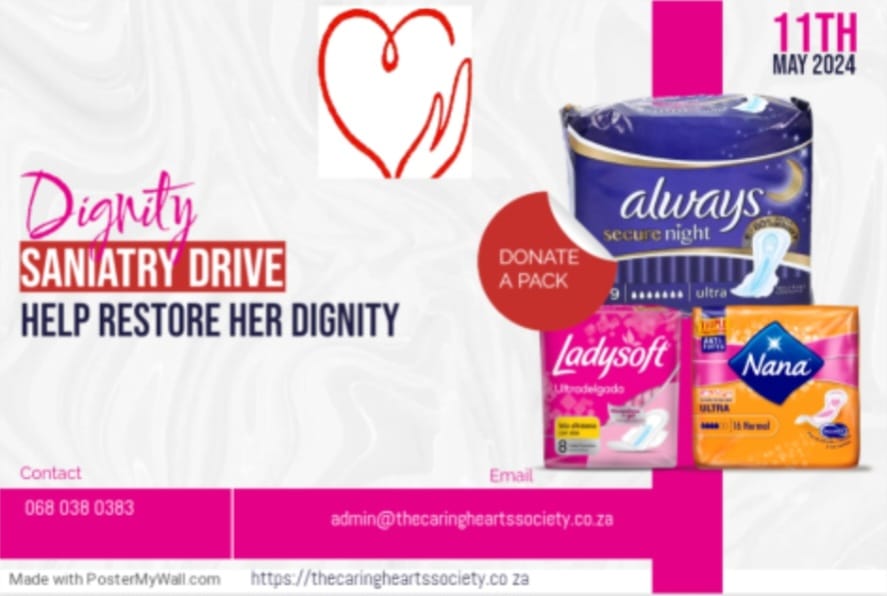 11TH
MAY 2024
Dignity
SANIATRY DRIVE
HELP RESTORE HER DIGNITY
DONATE
A PACK
always
secure night
9
ultra
Ladysoft
Ultradelgada
8
Nana
ULTRA
16 Normal
Contact
068 038 0383
Email
admin@thecaringheartssociety.co.za
Made with PosterMyWall.com
https://thecaringheartssociety.co za